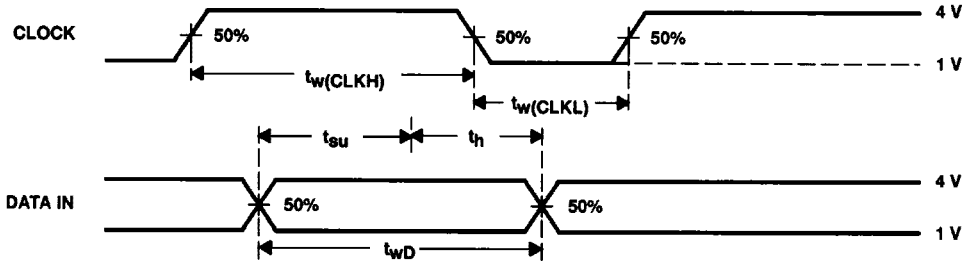 4 V
CLOCK
50%
50%
50%
1 V
tw(CLKH)
tw(CLKL)
tsu
th
4 V
DATA IN
50%
50%
1 V
twD